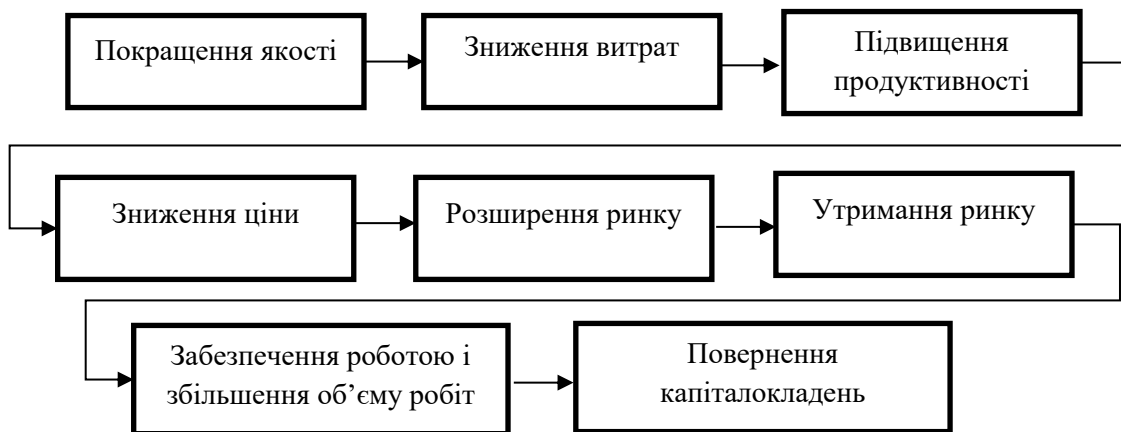 Покращення якості
Зниження витрат
Підвищення
продуктивності
Зниження ціни
Розширення ринку
Утримання ринку
Забезпечення роботою і
збільшення об’єму робіт
Повернення
капіталокладень